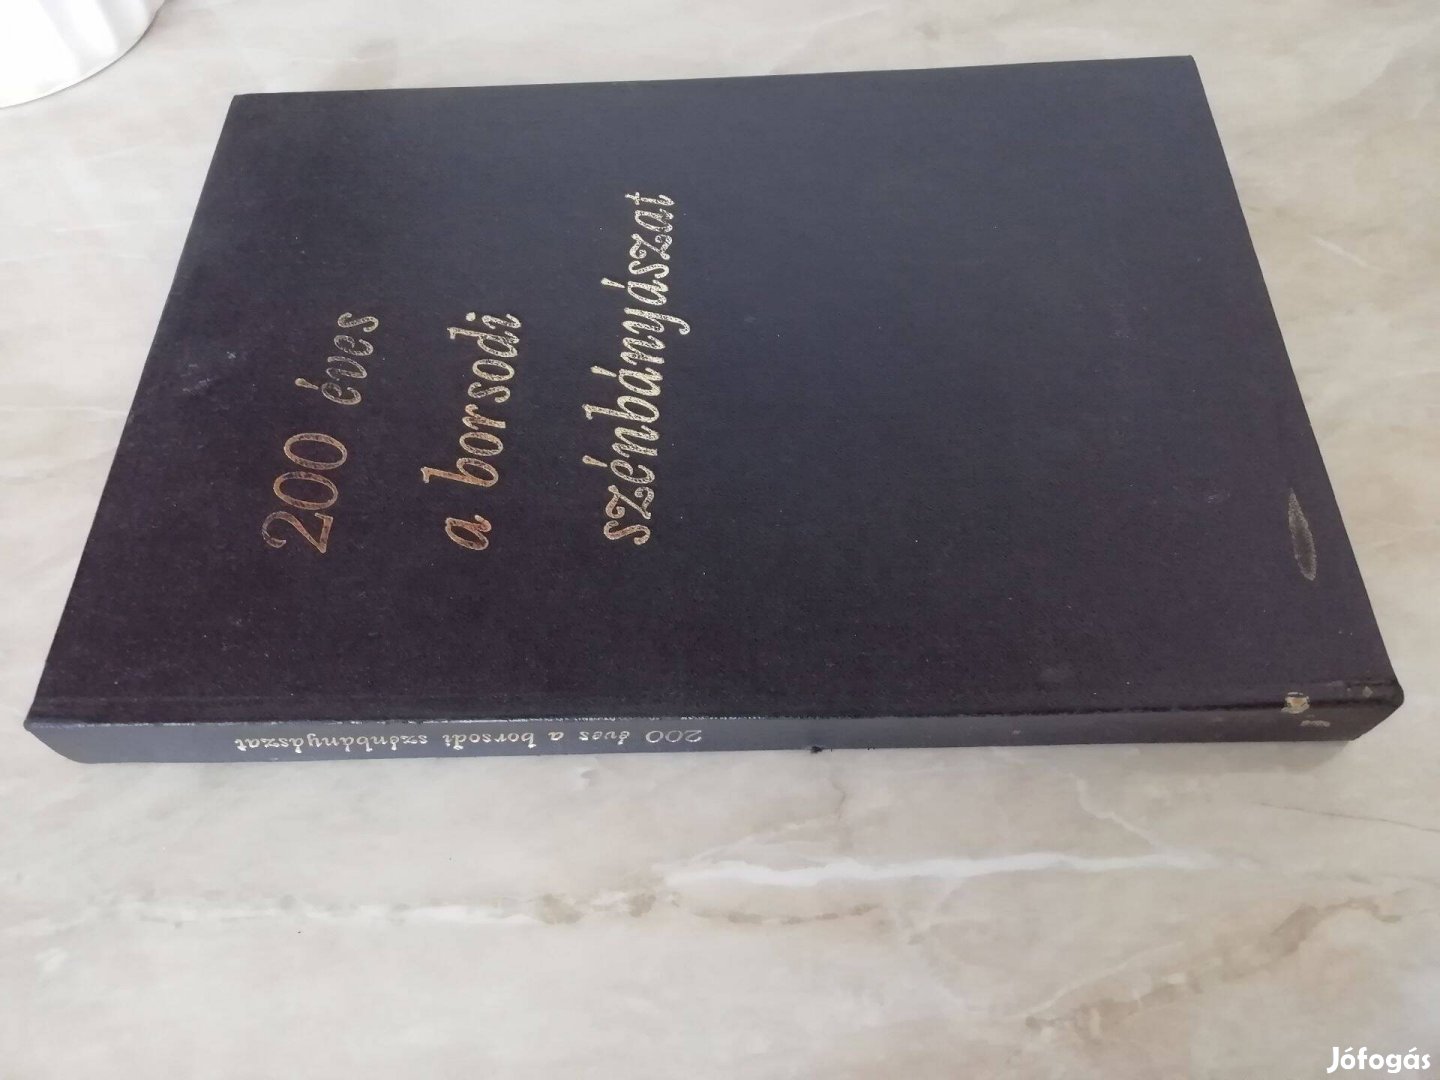 200 éves
a borsodi
szénbányászat
200 éves a borsodi szénbányászat
Jófogás